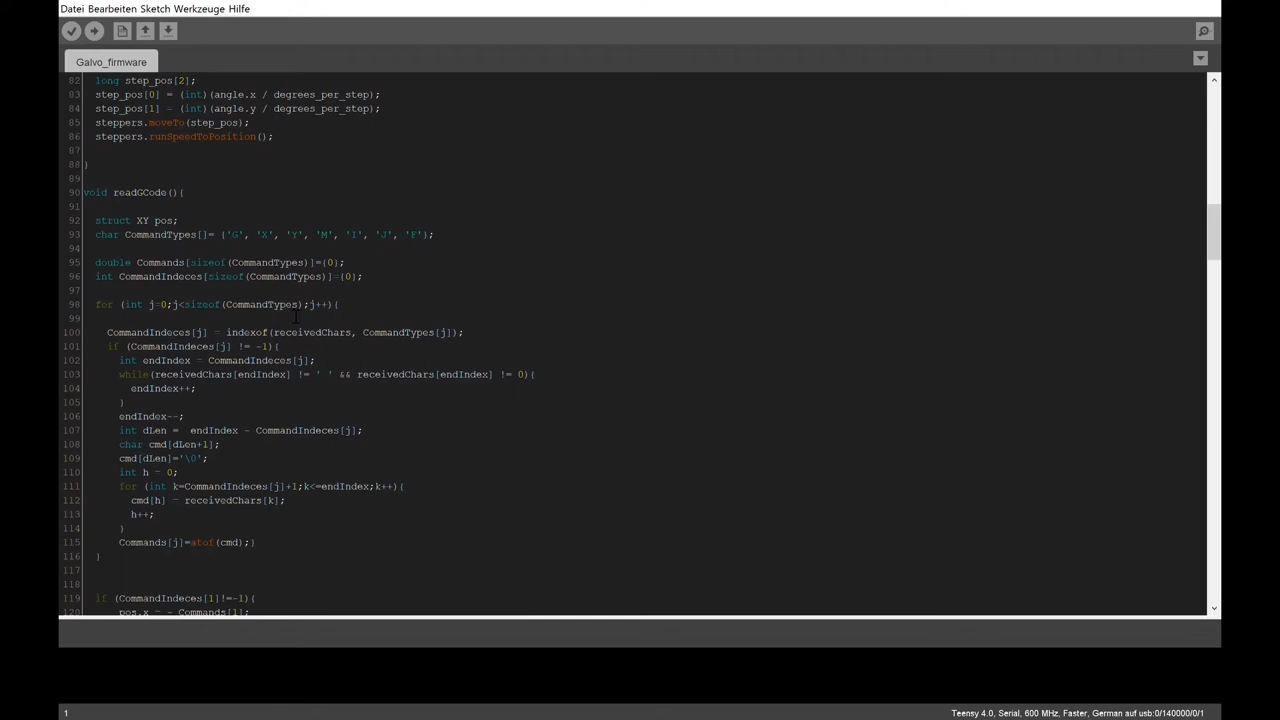 Datei Bearbeiten Sketch Werkzeuge Hilfe
Galvo_firmware
82 long step_pos[2];
83 step_pos[0] = (int)(angle.x / degrees_per_step);
84 step_pos[1] = (int)(angle.y / degrees_per_step);
85 steppers.moveTo(step_pos);
86 steppers.runSpeedToPosition();
87
88 }
89
90 void readGCode(){
91
92 struct XY pos;
93 char CommandTypes[]= {'G', 'X', 'Y', 'M', 'I', 'J', 'F'};
94
95 double Commands[sizeof(CommandTypes)]={0};
96 int CommandIndeces[sizeof(CommandTypes)]={0};
97
98 for (int j=0;j<sizeof(CommandTypes);j++){
99
100 CommandIndeces[j] = indexof(receivedChars, CommandTypes[j]);
101 if (CommandIndeces[j] != -1){
102 int endIndex = CommandIndeces[j];
103 while(receivedChars[endIndex] != ' ' && receivedChars[endIndex] != 0){
104 endIndex++;
105 }
106 endIndex--;
107 int dLen =  endIndex - CommandIndeces[j];
108 char cmd[dLen+1];
109 cmd[dLen]='\0';
110 int h = 0;
111 for (int k=CommandIndeces[j]+1;k<=endIndex;k++){
112 cmd[h] = receivedChars[k];
113 h++;
114 }
115 Commands[j]=atof(cmd);}
116 }
117
118
119 if (CommandIndeces[1]!=-1){
120 pos.x = - Commands[1];
1
Teensy 4.0, Serial, 600 MHz, Faster, German auf usb:0/140000/0/1